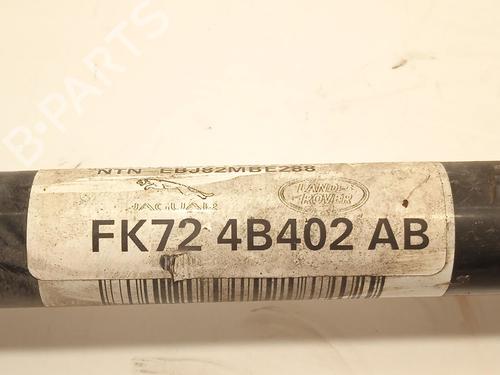 B-PARTS
NTN EBJ82MBE288
JAGUAR
LAND
ROVER
FK72 4B402 AB